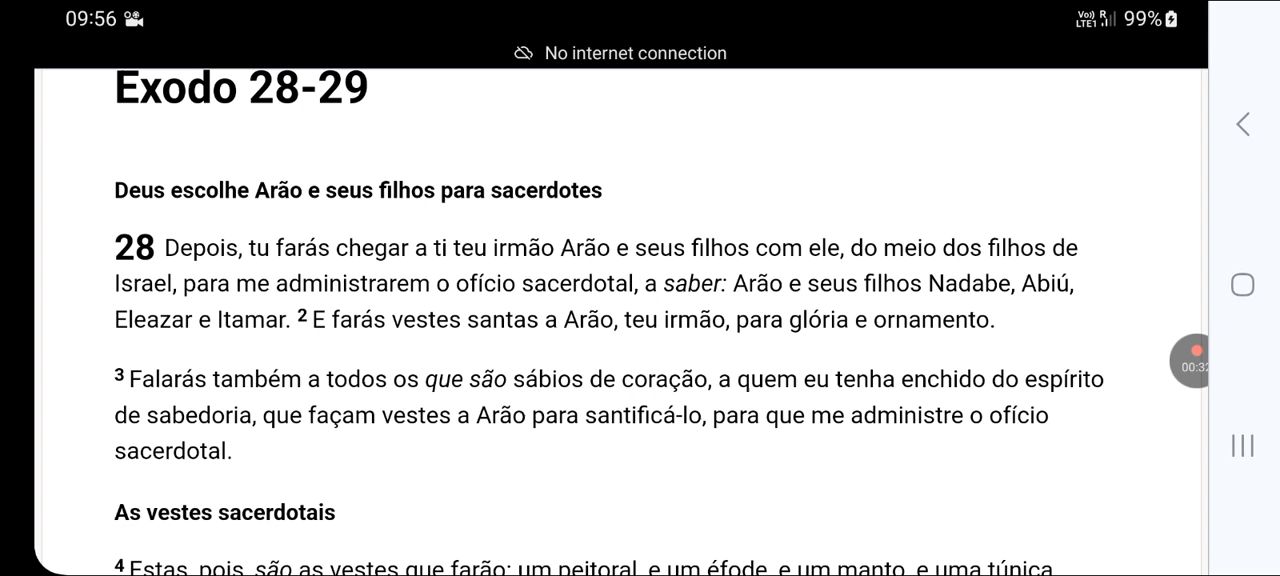 09:56
Vo)) R
LTE1
99%
No internet connection
Exodo 28-29
Deus escolhe Arão e seus filhos para sacerdotes
28 Depois, tu farás chegar a ti teu irmão Arão e seus filhos com ele, do meio dos filhos de
Israel, para me administrarem o ofício sacerdotal, a saber: Arão e seus filhos Nadabe, Abiú,
Eleazar e Itamar. 2 E farás vestes santas a Arão, teu irmão, para glória e ornamento.
3 Falarás também a todos os que são sábios de coração, a quem eu tenha enchido do espírito
de sabedoria, que façam vestes a Arão para santificá-lo, para que me administre o ofício
sacerdotal.
00:32
As vestes sacerdotais
4 Estas, pois, são as vestes que farão: um peitoral, e um éfode, e um manto, e uma túnica